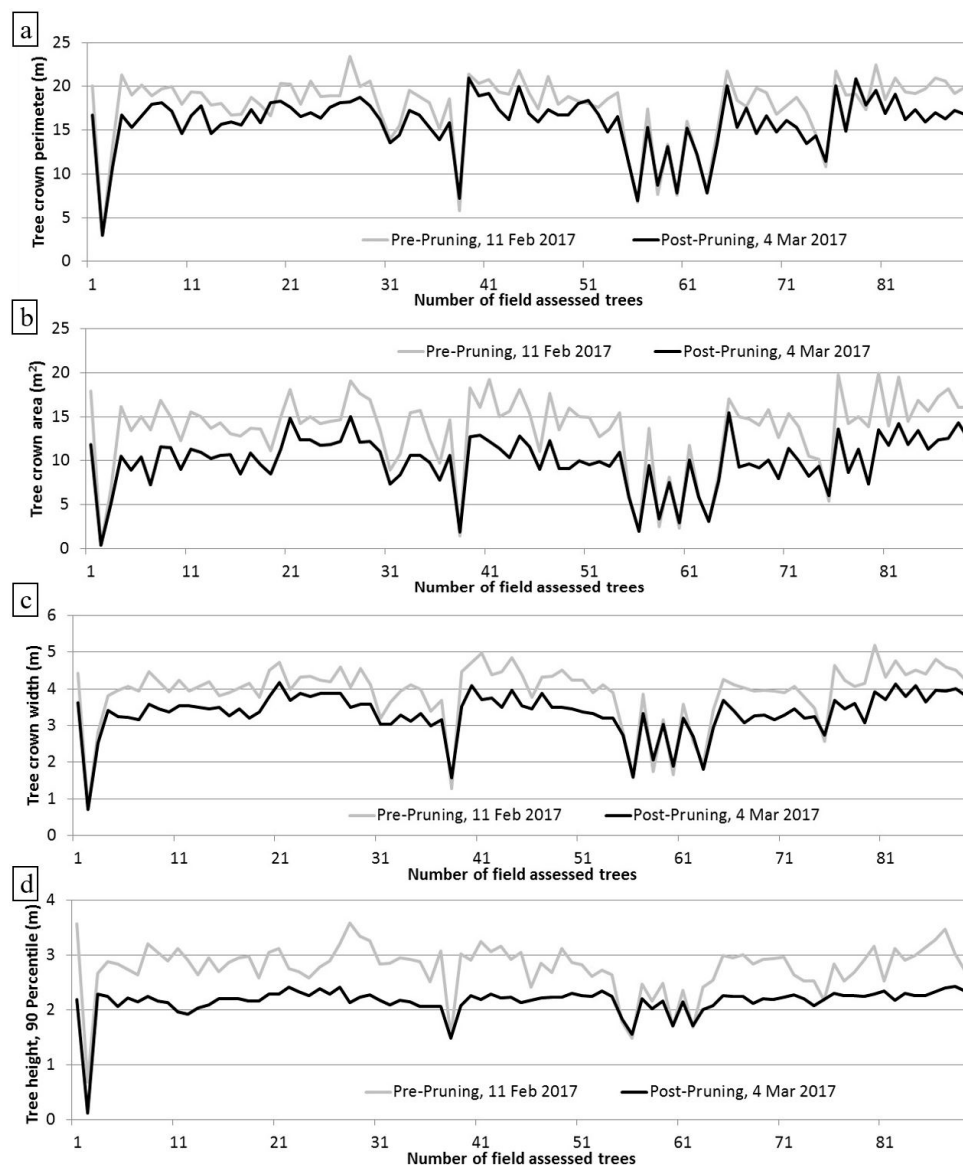 a
Tree crown perimeter (m)
25
20
15
10
5
0
Pre-Pruning, 11 Feb 2017 Post-Pruning, 4 Mar 2017
1 11 21 31 41 51 61 71 81
Number of field assessed trees
b
Tree crown area (m²)
25
20
15
10
5
0
Pre-Pruning, 11 Feb 2017 Post-Pruning, 4 Mar 2017
1 11 21 31 41 51 61 71 81
Number of field assessed trees
c
Tree crown width (m)
6
5
4
3
2
1
0
Pre-Pruning, 11 Feb 2017 Post-Pruning, 4 Mar 2017
1 11 21 31 41 51 61 71 81
Number of field assessed trees
d
Tree height, 90 Percentile (m)
4
3
2
1
0
Pre-Pruning, 11 Feb 2017 Post-Pruning, 4 Mar 2017
1 11 21 31 41 51 61 71 81
Number of field assessed trees